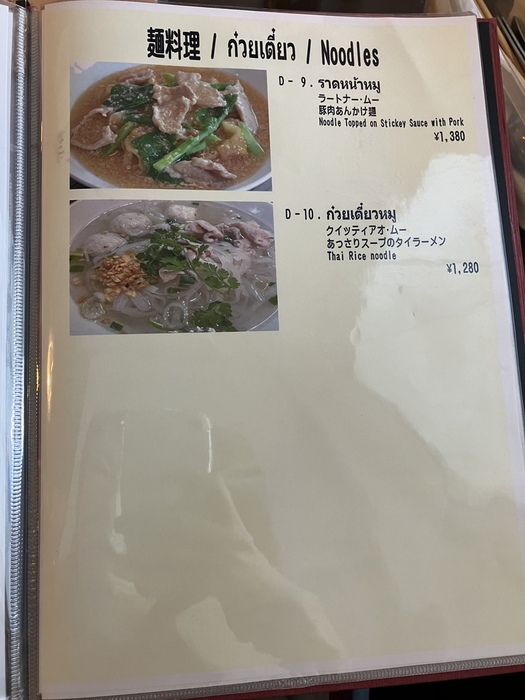 麺料理 / ก๋วยเตี๋ยว / Noodles
D- 9. ราดหน้าหมู
ラートナー・ムー
豚肉あんかけ麺
Noodle Topped on Stickey Sauce with Pork
¥1,380
D-10. ก๋วยเตี๋ยวหมู
クイッティアオ・ムー
あっさりスープのタイラーメン
Thai Rice noodle
¥1,280